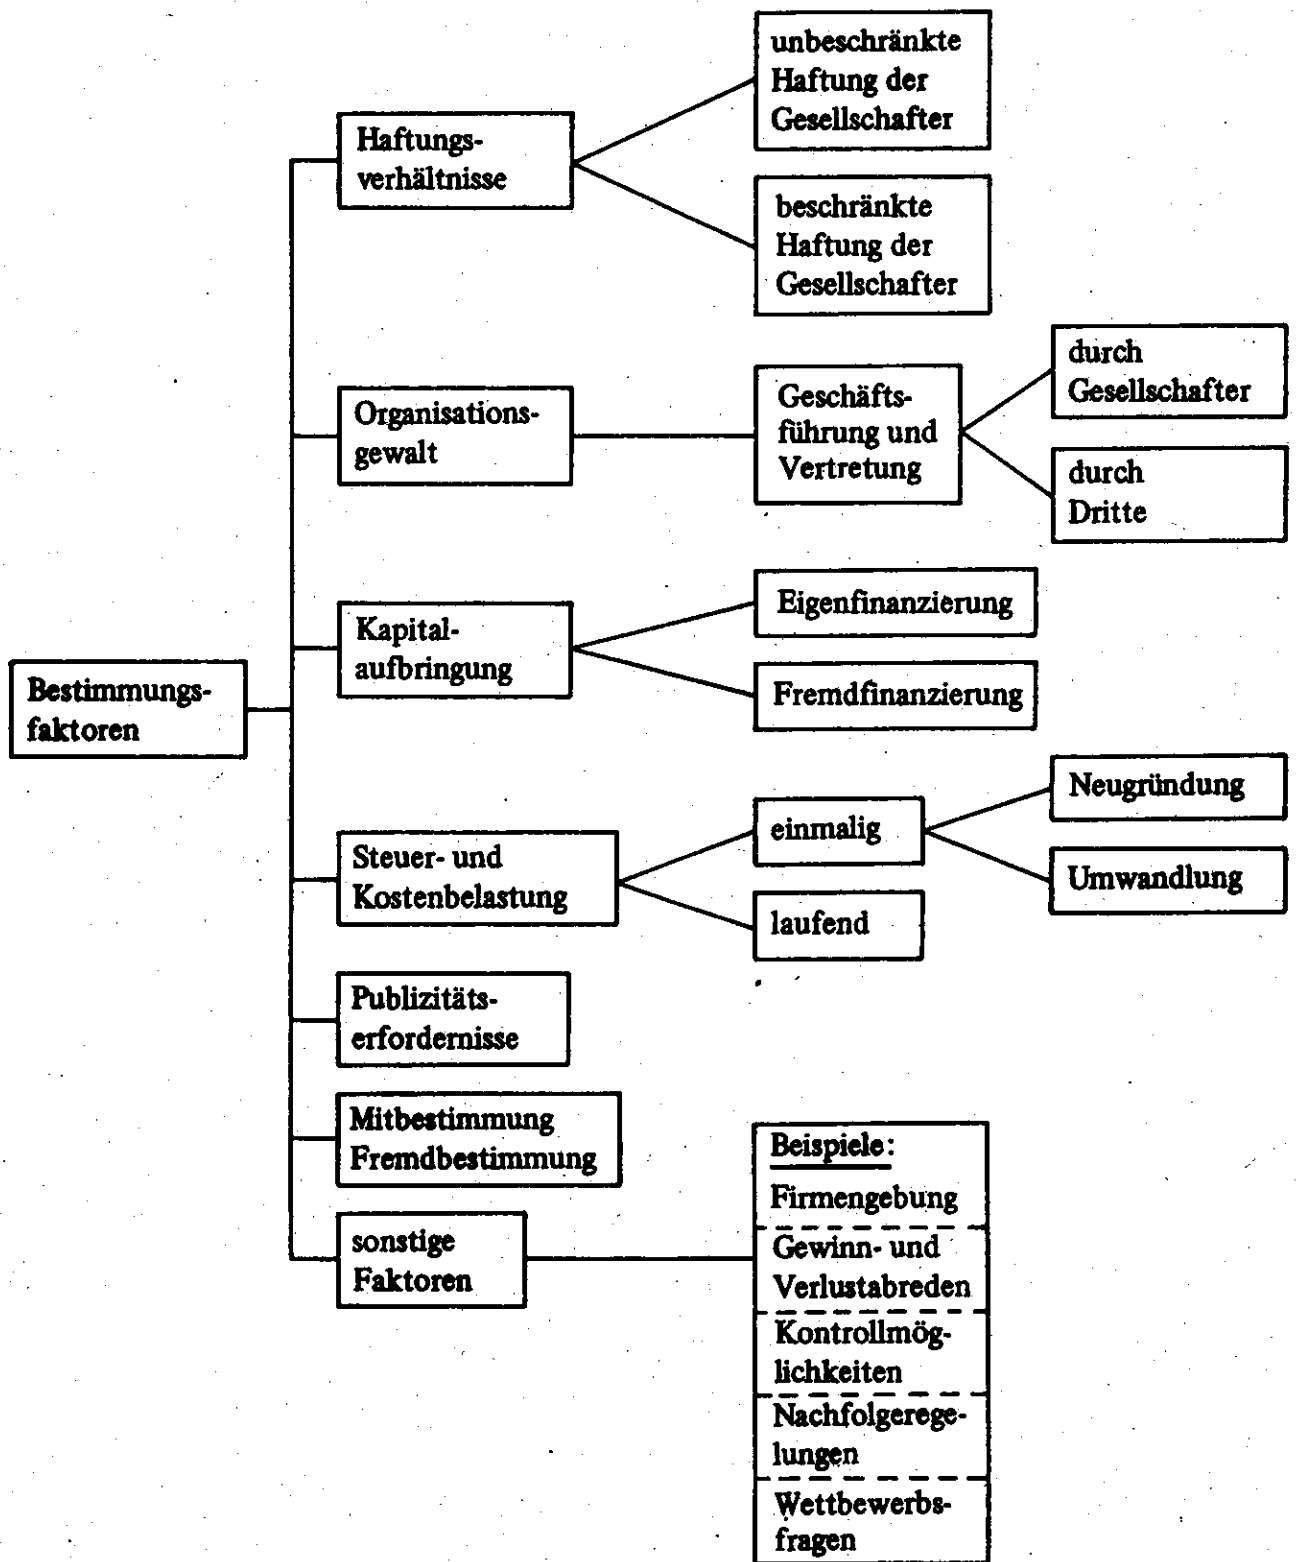 unbeschränkte
Haftung der
Gesellschafter
Haftungs-
verhältnisse
beschränkte
Haftung der
Gesellschafter
Organisations-
gewalt
Geschäfts-
führung und
Vertretung
durch
Gesellschafter
durch
Dritte
Kapital-
aufbringung
Eigenfinanzierung
Fremdfinanzierung
Bestimmungs-
faktoren
Steuer- und
Kostenbelastung
einmalig
laufend
Neugründung
Umwandlung
Publizitäts-
erfordernisse
Mitbestimmung
Fremdbestimmung
sonstige
Faktoren
Beispiele:
Firmengebung
Gewinn- und
Verlustabreden
Kontrollmög-
lichkeiten
Nachfolgerege-
lungen
Wettbewerbs-
fragen